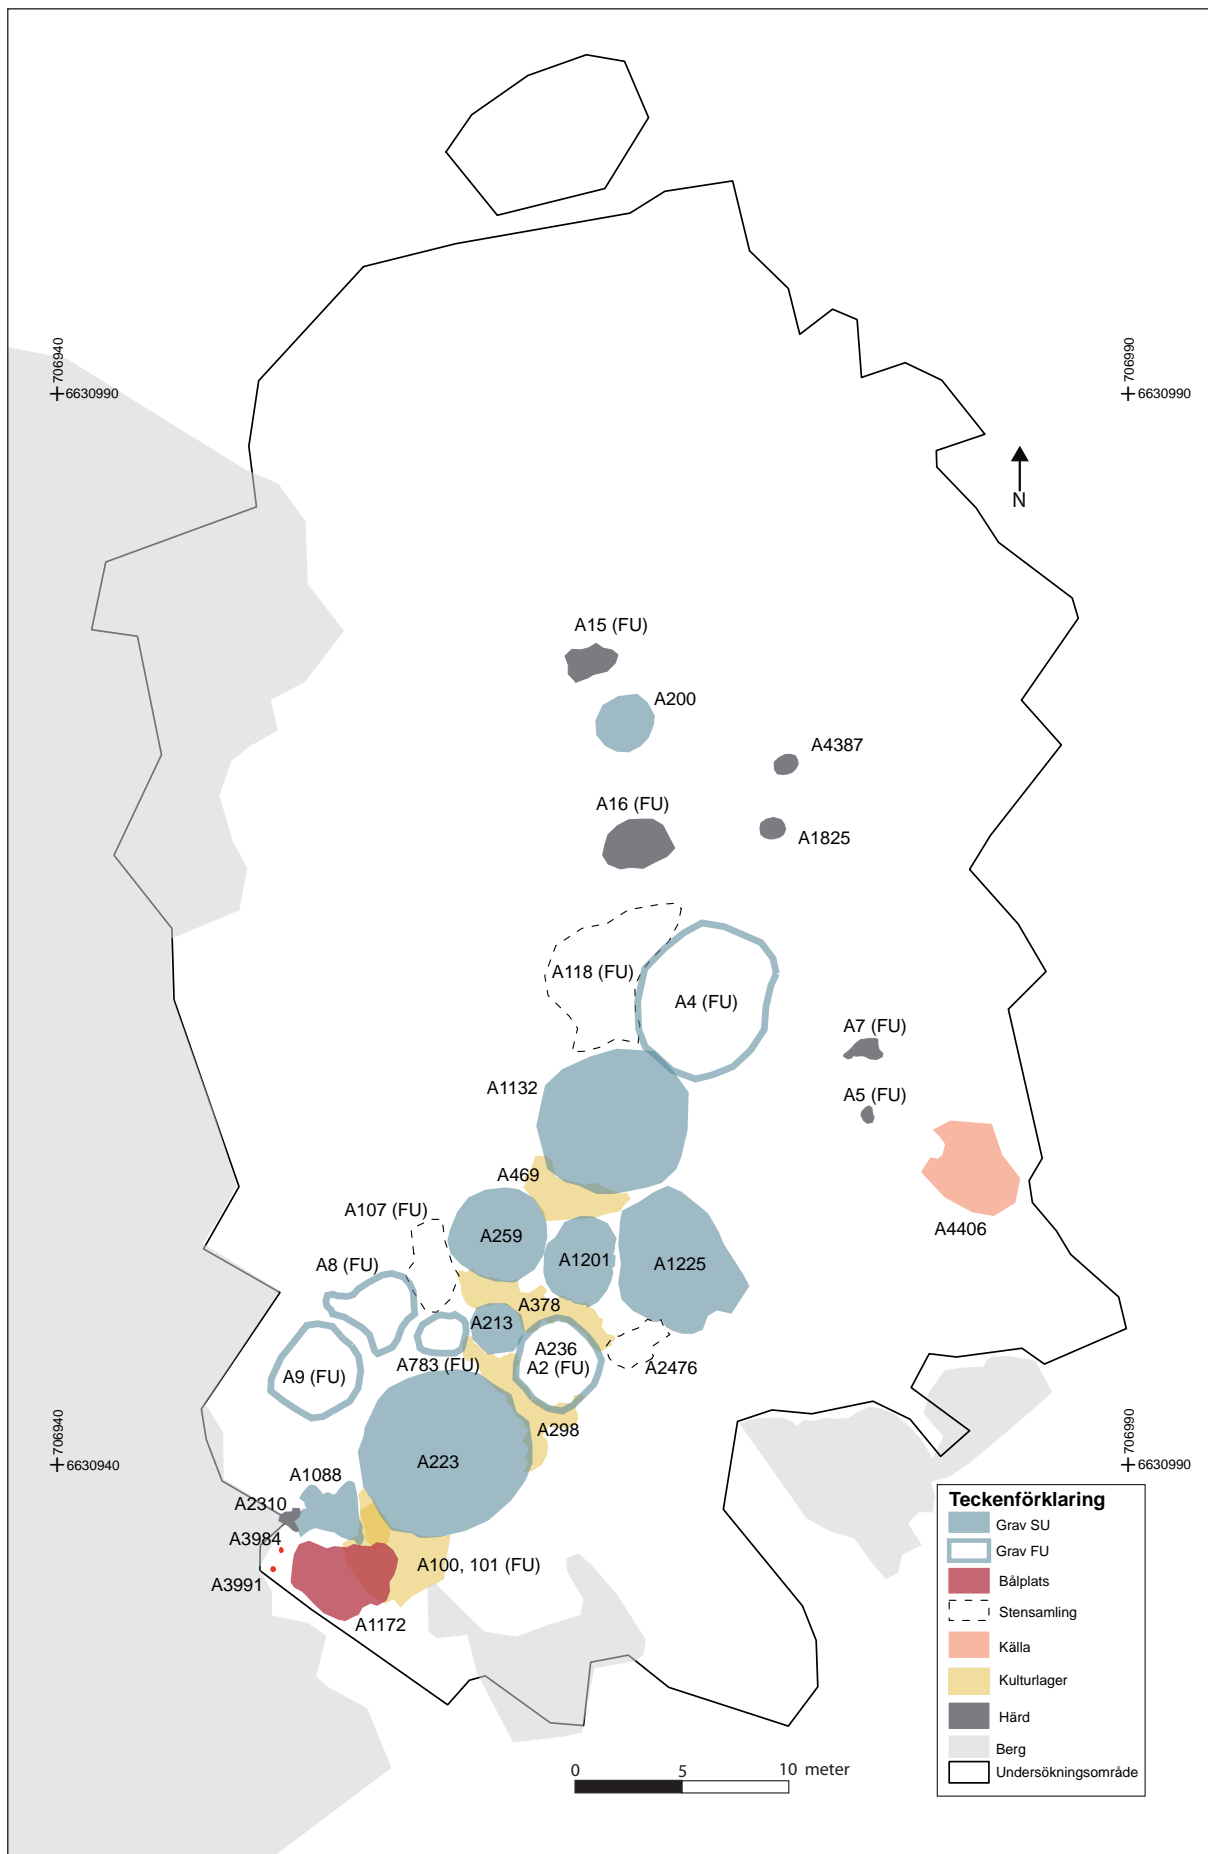 706940
6630990
706990
6630990
N
A15 (FU)
A200
A4387
A16 (FU)
A1825
A118 (FU)
A4 (FU)
A7 (FU)
A1132
A5 (FU)
A469
A107 (FU)
A259
A1201
A1225
A4406
A8 (FU)
A378
A213
A236
A783 (FU)
A2 (FU)
A2476
A9 (FU)
A298
706940
6630940
A223
706990
6630990
A1088
A2310
A3984
A100, 101 (FU)
A3991
A1172
Teckenförklaring
Grav SU
Grav FU
Bålplats
Stensamling
Källa
Kulturlager
Härd
Berg
Undersökningsområde
0 5 10 meter